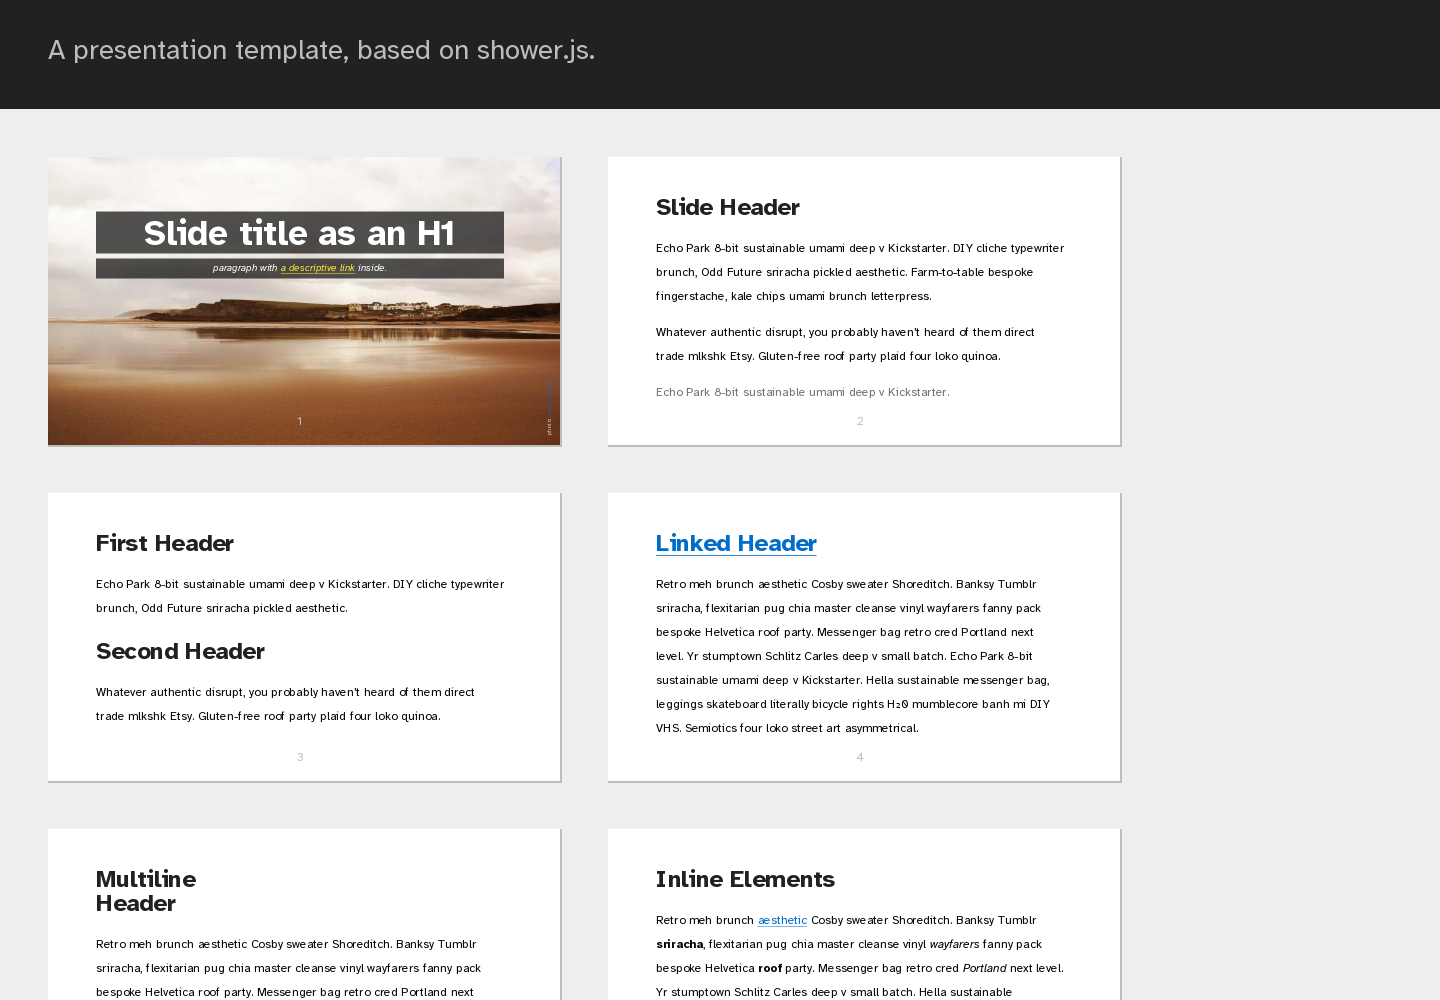 A presentation template, based on shower.js.
Slide title as an H1
paragraph with a descriptive link inside.
photo
1
Slide Header
Echo Park 8-bit sustainable umami deep v Kickstarter. DIY cliche typewriter
brunch, Odd Future sriracha pickled aesthetic. Farm-to-table bespoke
fingerstache, kale chips umami brunch letterpress.
Whatever authentic disrupt, you probably haven't heard of them direct
trade mlkshk Etsy. Gluten-free roof party plaid four loko quinoa.
Echo Park 8-bit sustainable umami deep v Kickstarter.
2
First Header
Echo Park 8-bit sustainable umami deep v Kickstarter. DIY cliche typewriter
brunch, Odd Future sriracha pickled aesthetic.
Second Header
Whatever authentic disrupt, you probably haven't heard of them direct
trade mlkshk Etsy. Gluten-free roof party plaid four loko quinoa.
3
Linked Header
Retro meh brunch aesthetic Cosby sweater Shoreditch. Banksy Tumblr
sriracha, flexitarian pug chia master cleanse vinyl wayfarers fanny pack
bespoke Helvetica roof party. Messenger bag retro cred Portland next
level. Yr stumptown Schlitz Carles deep v small batch. Echo Park 8-bit
sustainable umami deep v Kickstarter. Hella sustainable messenger bag,
leggings skateboard literally bicycle rights H₂0 mumblecore banh mi DIY
VHS. Semiotics four loko street art asymmetrical.
4
Multiline
Header
Retro meh brunch aesthetic Cosby sweater Shoreditch. Banksy Tumblr
sriracha, flexitarian pug chia master cleanse vinyl wayfarers fanny pack
bespoke Helvetica roof party. Messenger bag retro cred Portland next
Inline Elements
Retro meh brunch aesthetic Cosby sweater Shoreditch. Banksy Tumblr
sriracha, flexitarian pug chia master cleanse vinyl wayfarers fanny pack
bespoke Helvetica roof party. Messenger bag retro cred Portland next level.
Yr stumptown Schlitz Carles deep v small batch. Hella sustainable